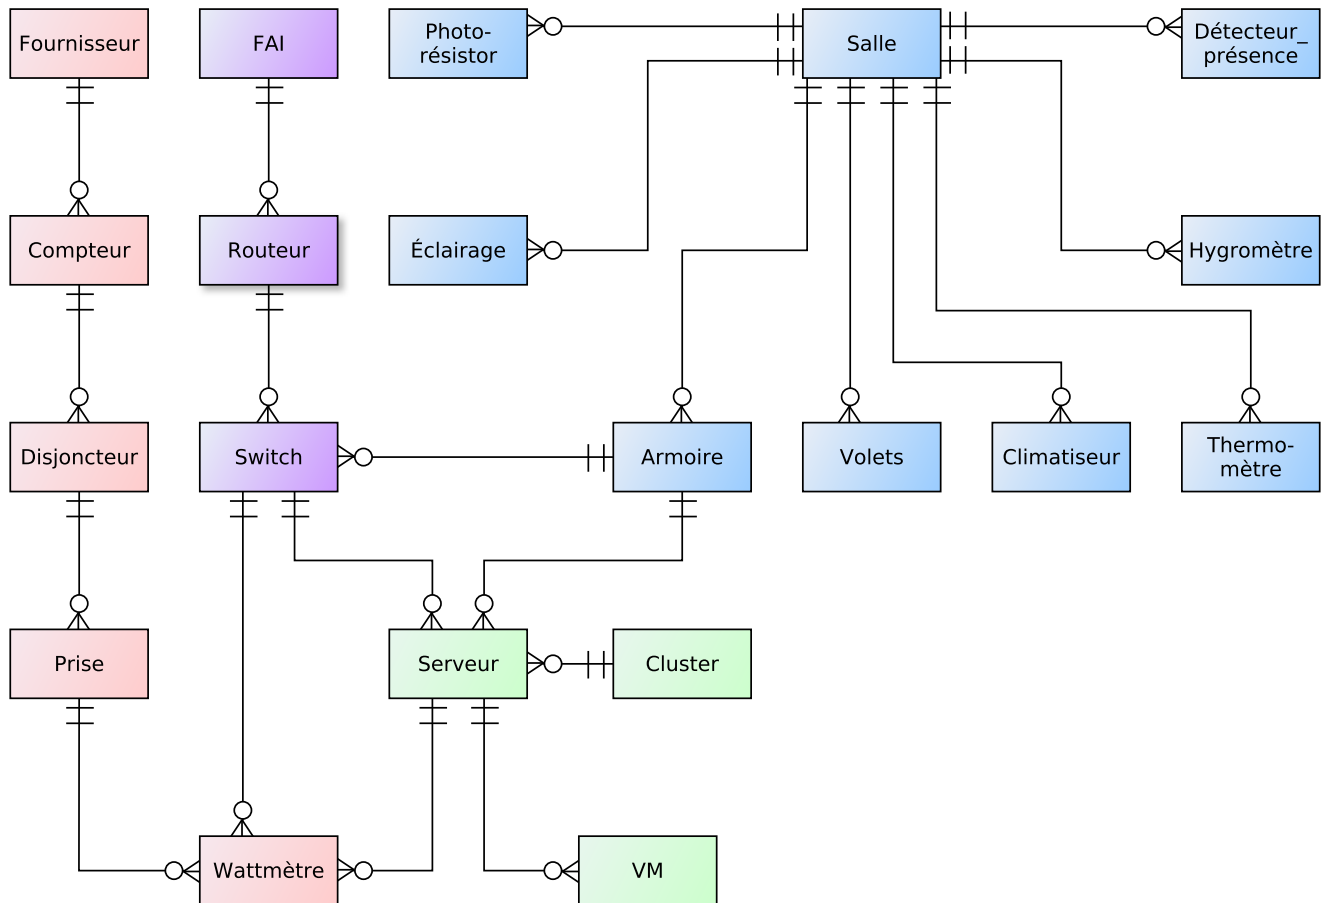 Fournisseur
FAI
Photo-
résistor
Salle
Détecteur_
présence
Compteur
Routeur
Éclairage
Hygromètre
Disjoncteur
Switch
Armoire
Volets
Climatiseur
Thermo-
mètre
Prise
Serveur
Cluster
Wattmètre
VM